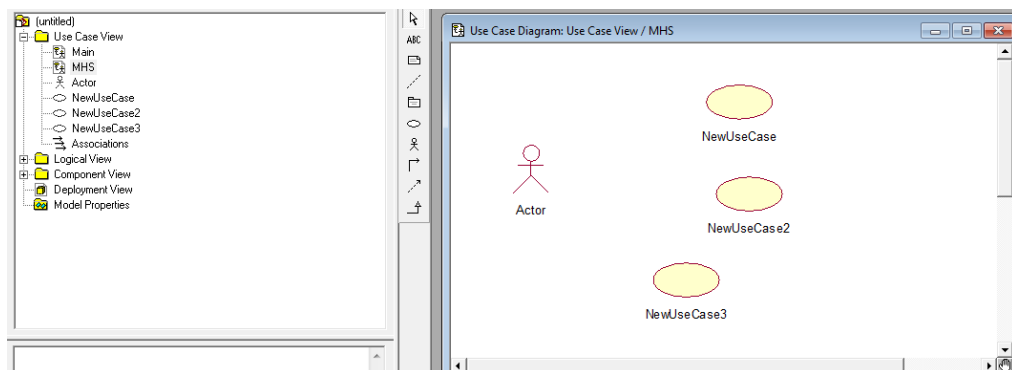 (untitled)
Use Case View
Main
MHS
Actor
NewUseCase
NewUseCase2
NewUseCase3
Associations
Logical View
Component View
Deployment View
Model Properties
ABC
Use Case Diagram: Use Case View / MHS
NewUseCase
Actor
NewUseCase2
NewUseCase3